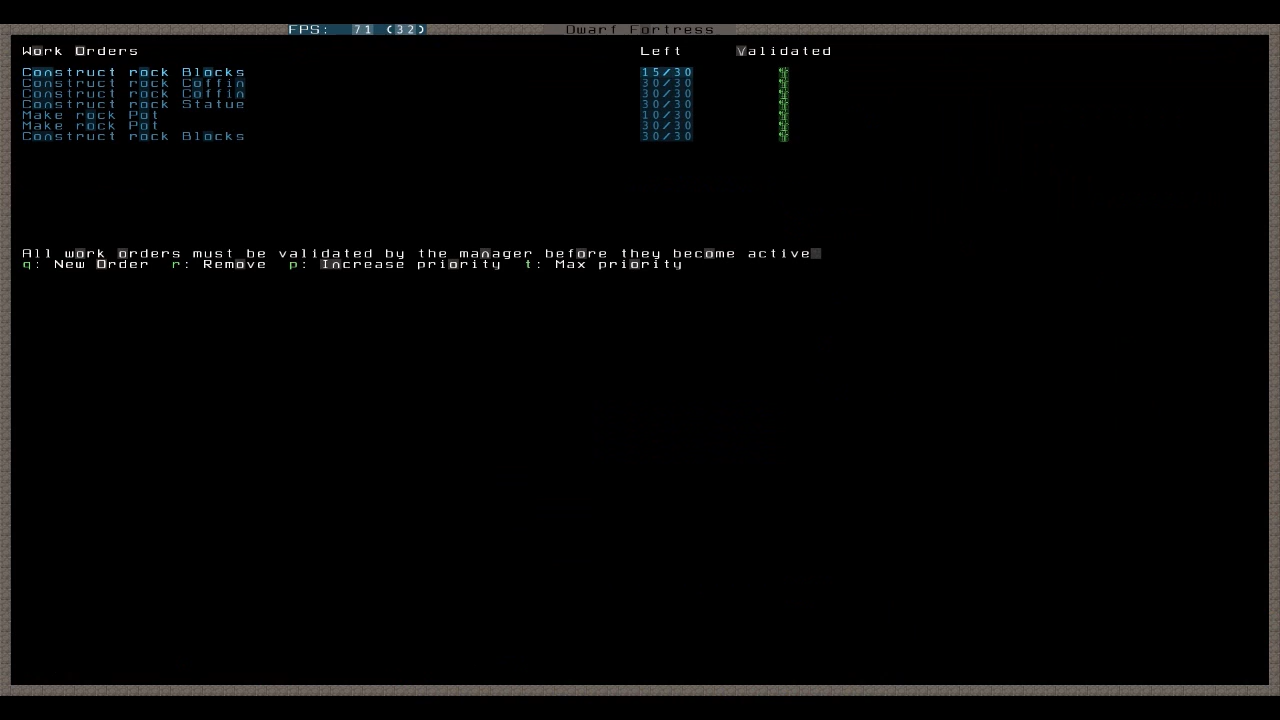 FPS: 71 (32) Dwarf Fortress
Work Orders Left Validated
Construct rock Blocks 15/30
Construct rock Coffin 30/30
Construct rock Coffin 30/30
Construct rock Statue 30/30
Make rock Pot 10/30
Make rock Pot 30/30
Construct rock Blocks 30/30
All work orders must be validated by the manager before they become active
q: New Order r: Remove p: Increase priority t: Max priority